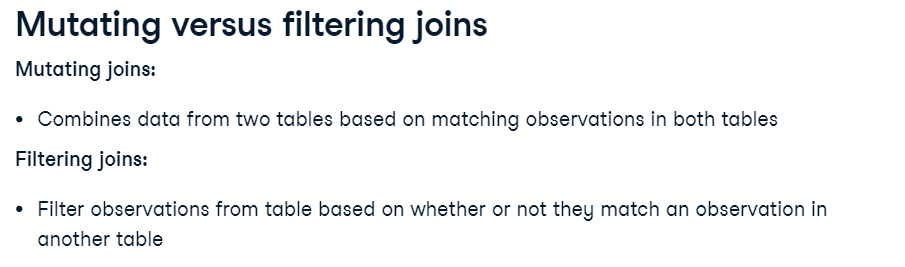 Mutating versus filtering joins
Mutating joins:
• Combines data from two tables based on matching observations in both tables
Filtering joins:
• Filter observations from table based on whether or not they match an observation in
another table